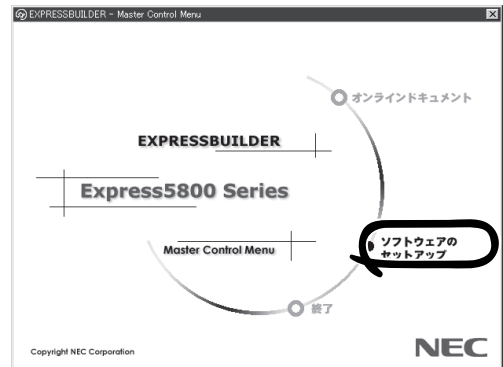 EXPRESSBUILDER - Master Control Menu
オンラインドキュメント
EXPRESSBUILDER
Express5800 Series
Master Control Menu
ソフトウェアの
セットアップ
終了
Copyright NEC Corporation
NEC